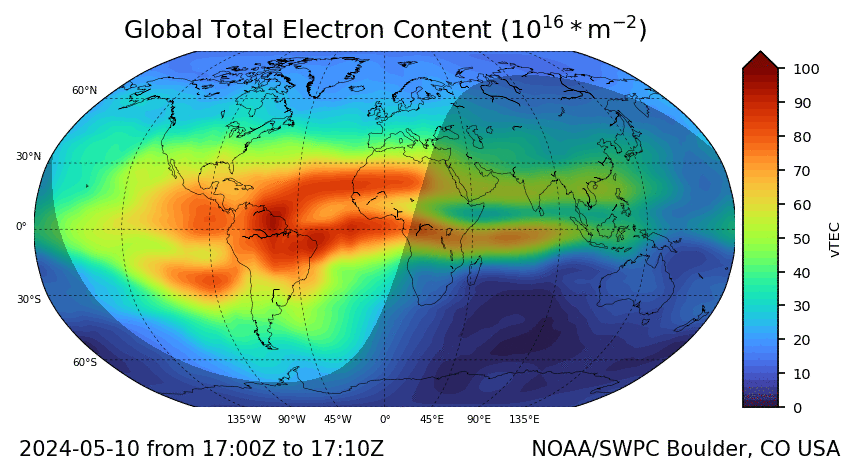 Global Total Electron Content (10^16 * m^−2)
60°N
30°N
0°
30°S
60°S
135°W 90°W 45°W 0° 45°E 90°E 135°E
100
90
80
70
60
50
40
30
20
10
0
vTEC
2024-05-10 from 17:00Z to 17:10Z NOAA/SWPC Boulder, CO USA